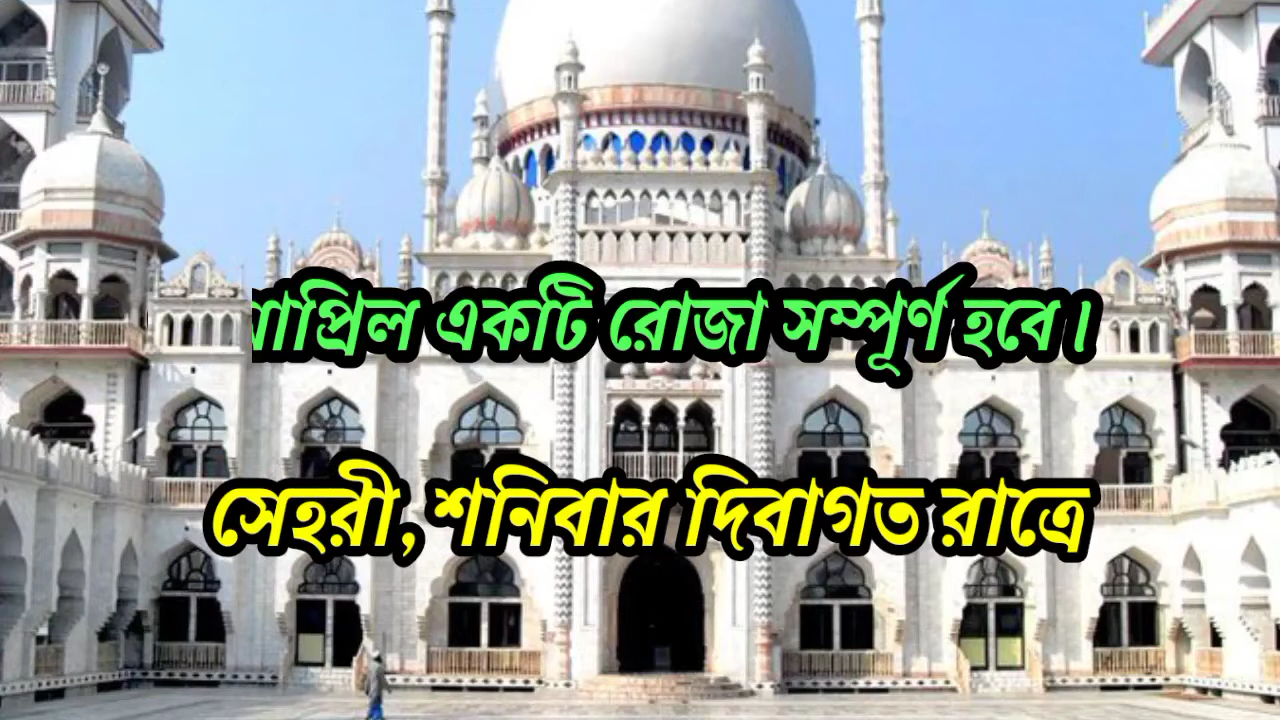 একটি রোজা সম্পূর্ণ হবে।
সেহরী, শনিবার দিবাগত রাত্রে